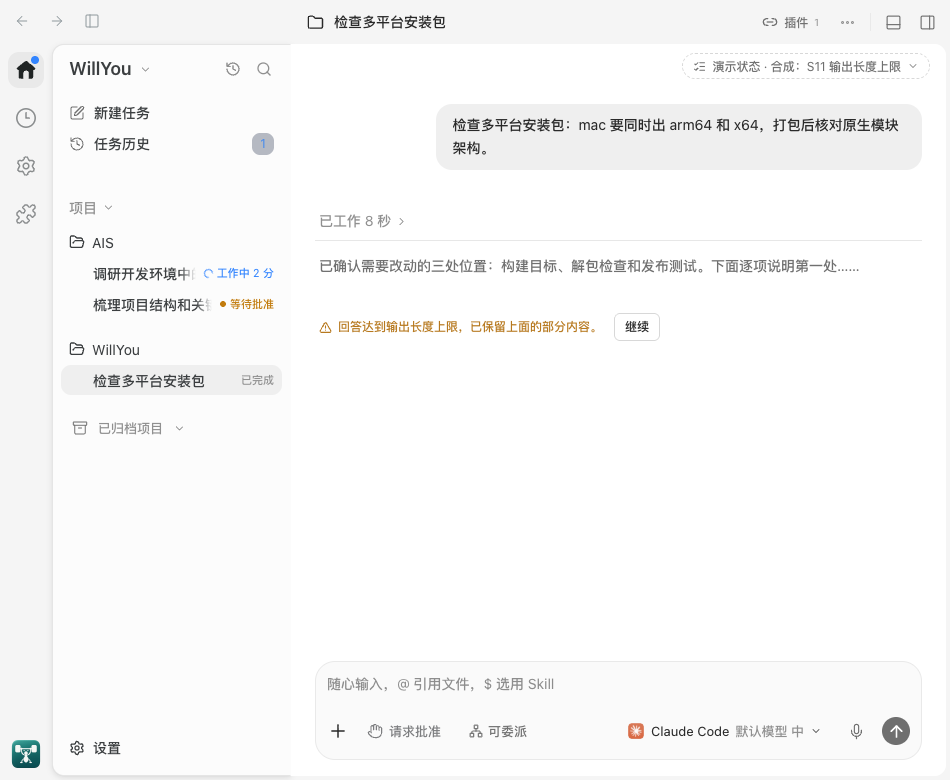 检查多平台安装包
插件 1
WillYou
新建任务
任务历史
1
项目
AIS
调研开发环境中
工作中 2 分
梳理项目结构和关
等待批准
WillYou
检查多平台安装包
已完成
已归档项目
设置
演示状态 · 合成：S11 输出长度上限
检查多平台安装包：mac 要同时出 arm64 和 x64，打包后核对原生模块
架构。
已工作 8 秒
已确认需要改动的三处位置：构建目标、解包检查和发布测试。下面逐项说明第一处……
回答达到输出长度上限，已保留上面的部分内容。
继续
随心输入，@ 引用文件，$ 选用 Skill
请求批准
可委派
Claude Code 默认模型 中